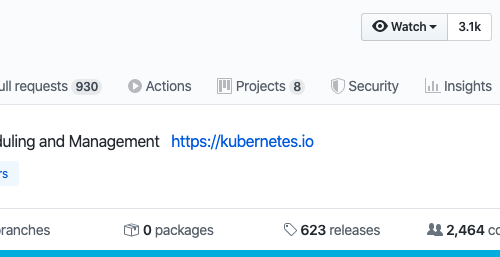 Watch 3.1k
ull requests 930 Actions Projects 8 Security Insights
duling and Management https://kubernetes.io
rs
ranches 0 packages 623 releases 2,464 co